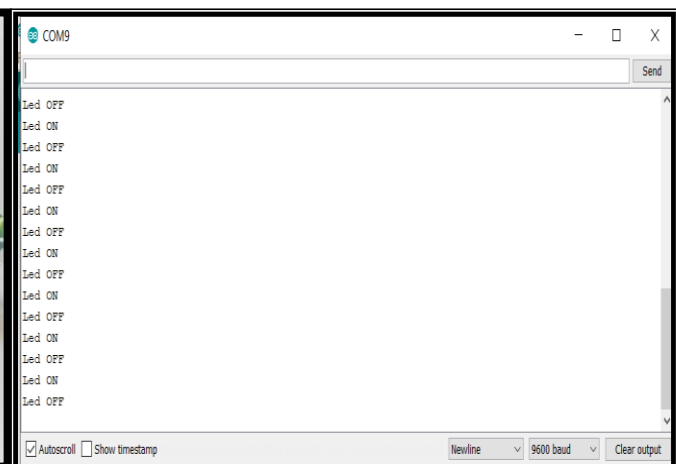 COM9
Send
Led OFF
Led ON
Led OFF
Led ON
Led OFF
Led ON
Led OFF
Led ON
Led OFF
Led ON
Led OFF
Led ON
Led OFF
Led ON
Led OFF
Autoscroll Show timestamp Newline 9600 baud Clear output